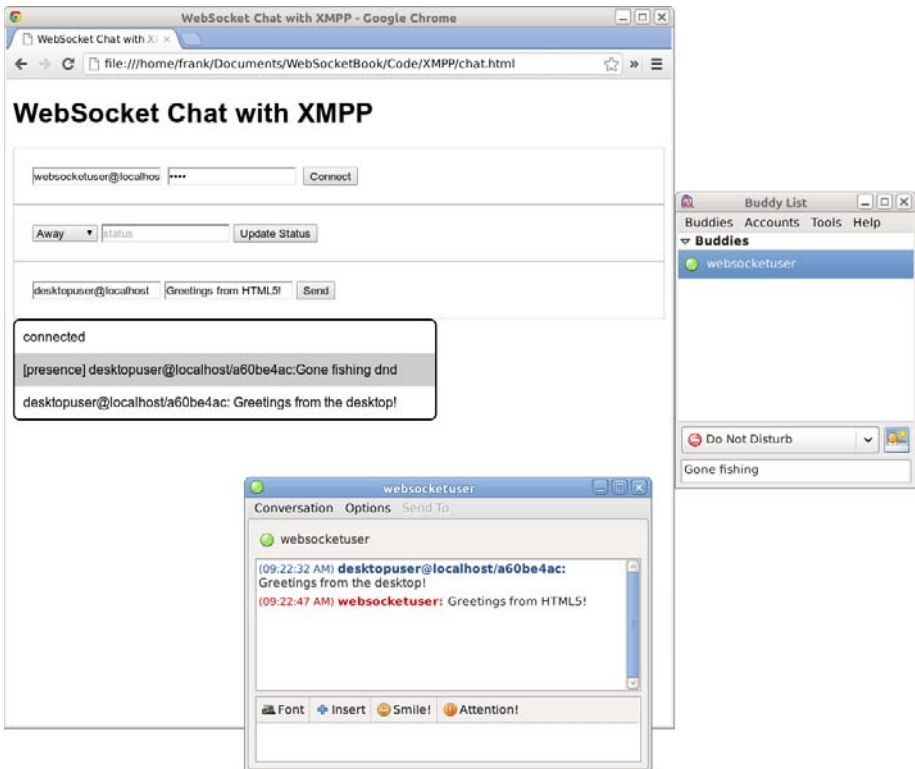 WebSocket Chat with XMPP - Google Chrome
WebSocket Chat with
file:///home/frank/Documents/WebSocketBook/Code/XMPP/chat.html
WebSocket Chat with XMPP
websocketuser@localhos •••• Connect
Away status Update Status
desktopuser@localhost Greetings from HTML5! Send
connected
[presence] desktopuser@localhost/a60be4ac:Gone fishing dnd
desktopuser@localhost/a60be4ac: Greetings from the desktop!
Buddy List
Buddies Accounts Tools Help
Buddies
websocketuser
Do Not Disturb
Gone fishing
websocketuser
Conversation Options Send To
websocketuser
(09:22:32 AM) desktopuser@localhost/a60be4ac:
Greetings from the desktop!
(09:22:47 AM) websocketuser: Greetings from HTML5!
Font Insert Smile! Attention!